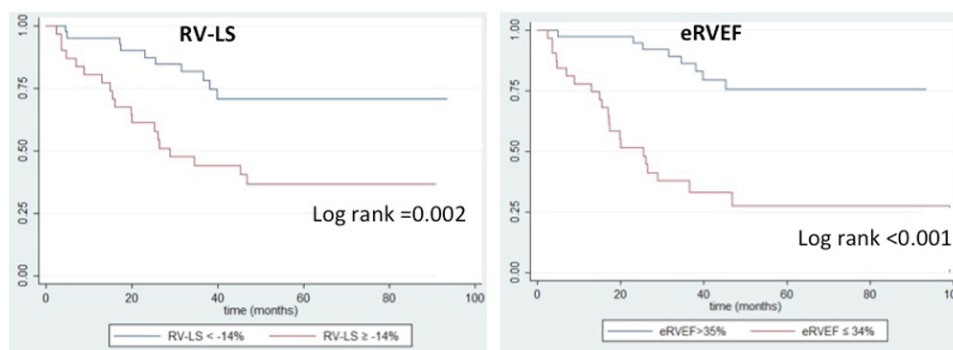 RV-LS
1.00
0.75
0.50
0.25
0.00
Log rank =0.002
0 20 40 60 80 100
time (months)
RV-LS < -14% RV-LS ≥ -14%
eRVEF
1.00
0.75
0.50
0.25
0.00
Log rank <0.001
0 20 40 60 80 100
time (months)
eRVEF>35% eRVEF ≤ 34%